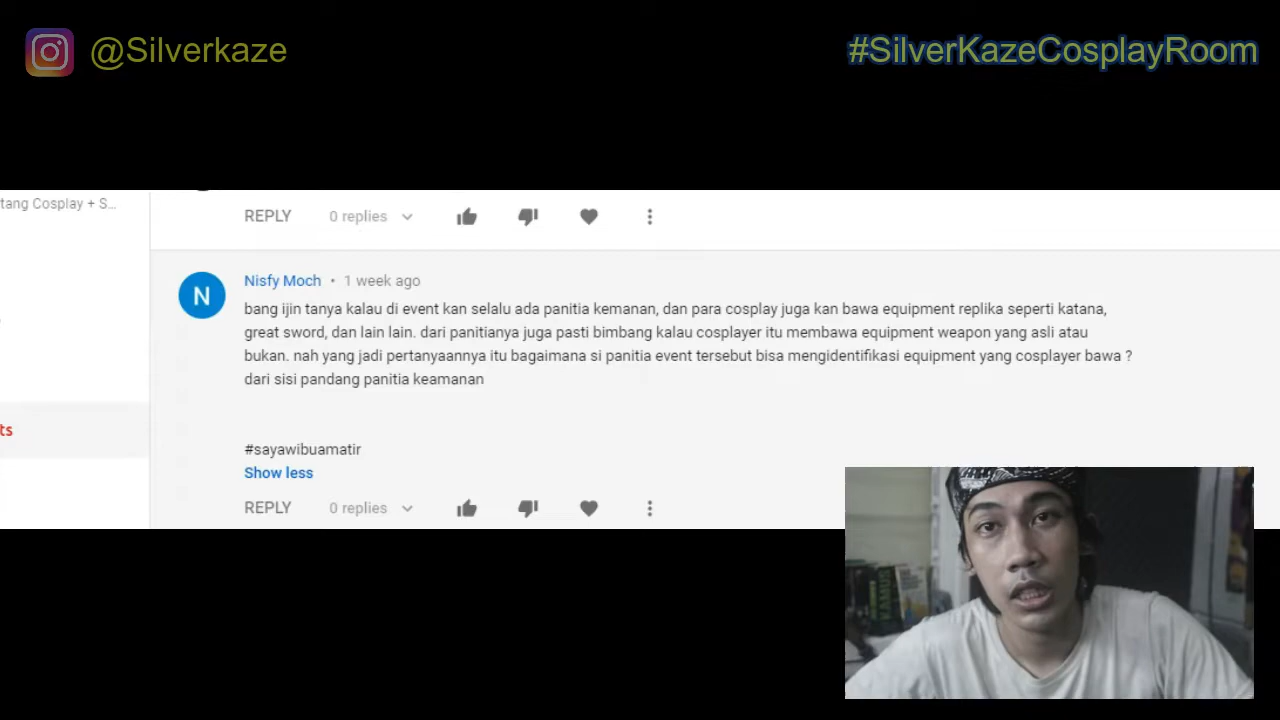 @Silverkaze
#SilverKazeCosplayRoom
tang Cosplay + S...
REPLY 0 replies
Nisfy Moch • 1 week ago
bang ijin tanya kalau di event kan selalu ada panitia kemanan, dan para cosplay juga kan bawa equipment replika seperti katana,
great sword, dan lain lain. dari panitianya juga pasti bimbang kalau cosplayer itu membawa equipment weapon yang asli atau
bukan. nah yang jadi pertanyaannya itu bagaimana si panitia event tersebut bisa mengidentifikasi equipment yang cosplayer bawa ?
dari sisi pandang panitia keamanan
ts
#sayawibuamatir
Show less
REPLY 0 replies
N
KAMUS